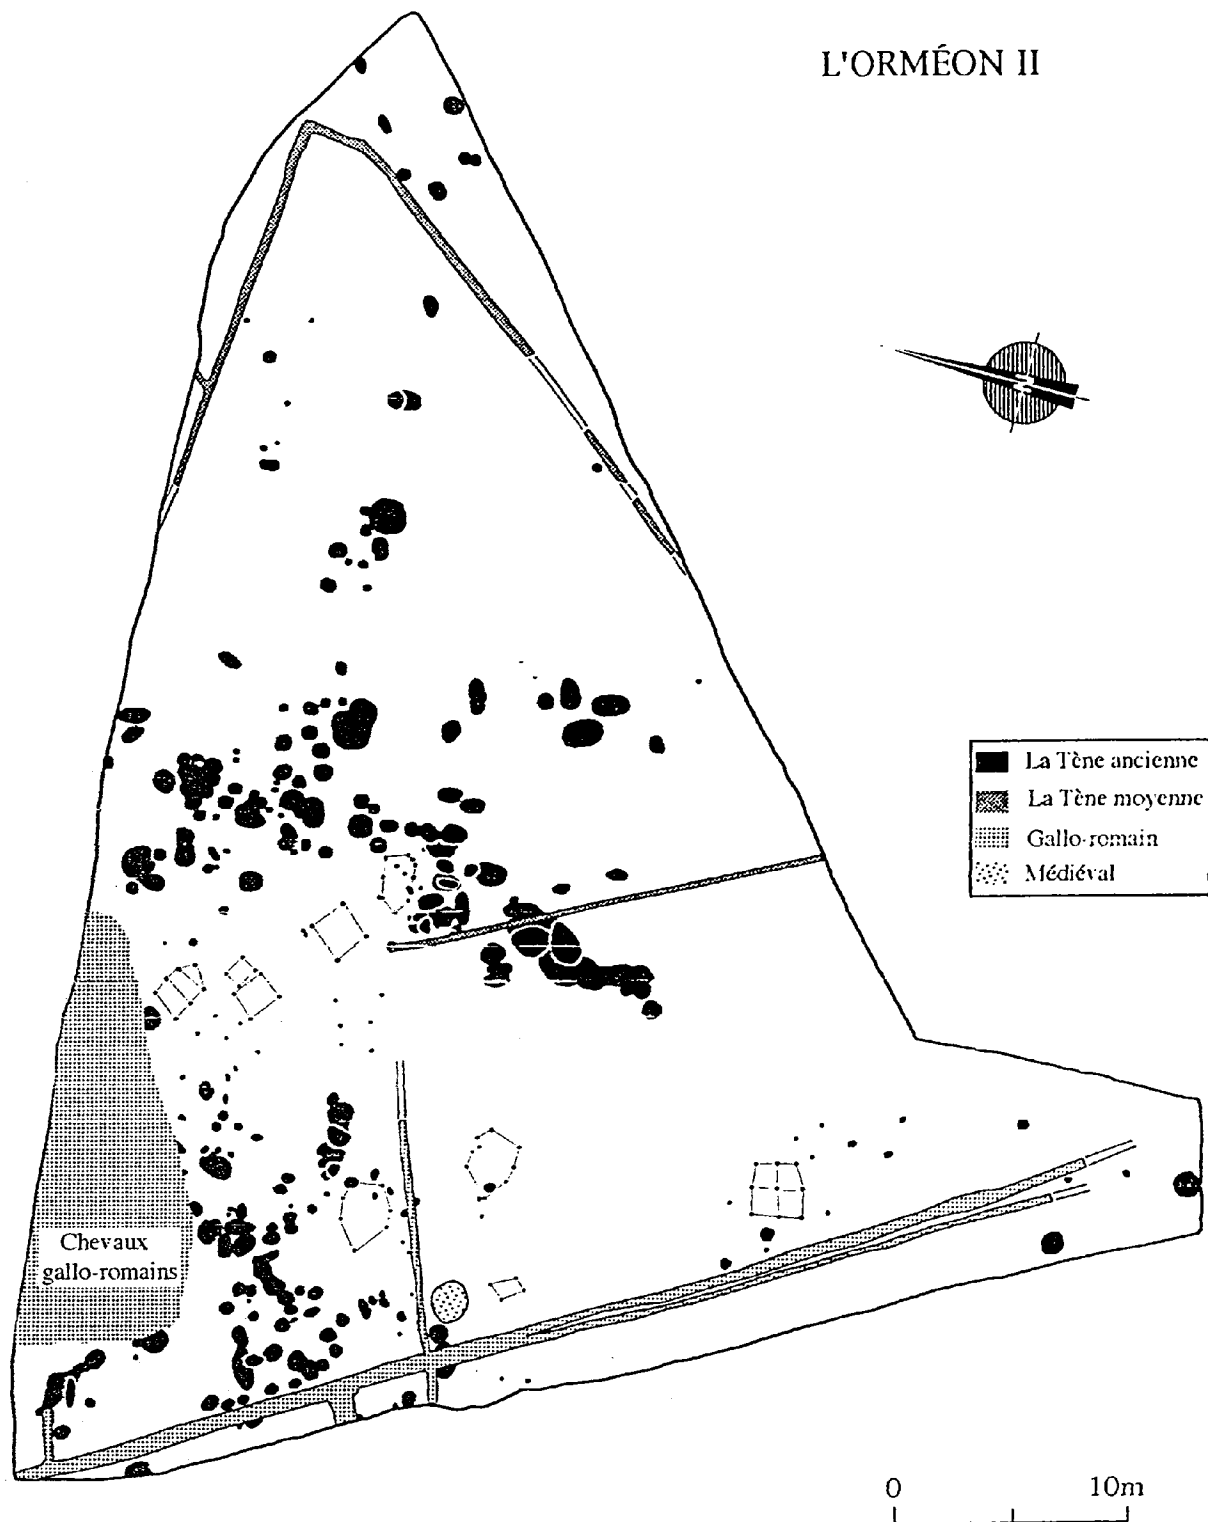 L'ORMÉON II
La Tène ancienne
La Tène moyenne
Gallo-romain
Médiéval
Chevaux
gallo-romains
0 10m